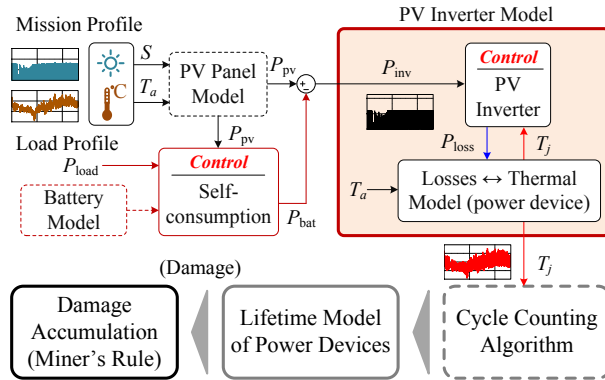 Mission Profile
PV Inverter Model
S
T_a
°C
PV Panel
Model
P_pv
+
−
P_inv
Control
PV
Inverter
Load Profile
P_load
P_pv
Control
Self-
consumption
Battery
Model
P_bat
P_loss
T_j
T_a
Losses ↔ Thermal
Model (power device)
T_j
(Damage)
Damage
Accumulation
(Miner's Rule)
Lifetime Model
of Power Devices
Cycle Counting
Algorithm